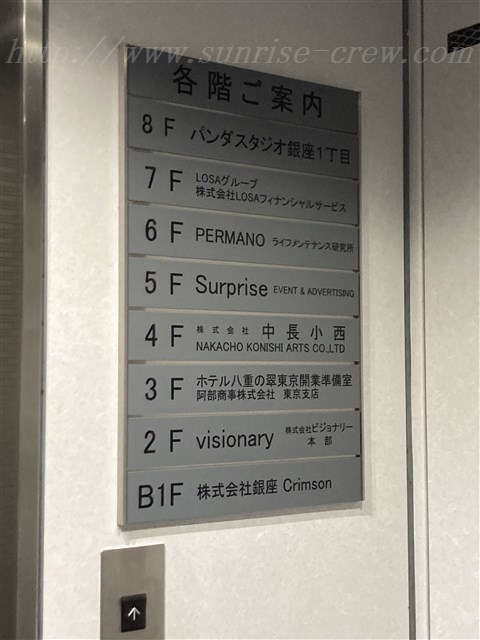 http://www.sunrise-crew.com/
各階ご案内
8F パンダスタジオ銀座1丁目
7F LOSAグループ
株式会社LOSAフィナンシャルサービス
6F PERMANO ライフメンテナンス研究所
5F Surprise EVENT & ADVERTISING
4F 株式会社 中長小西
NAKACHO KONISHI ARTS CO.,LTD
3F ホテル八重の翠東京開業準備室
阿部商事株式会社 東京支店
2F visionary 株式会社ビジョナリー
本部
B1F 株式会社銀座 Crimson